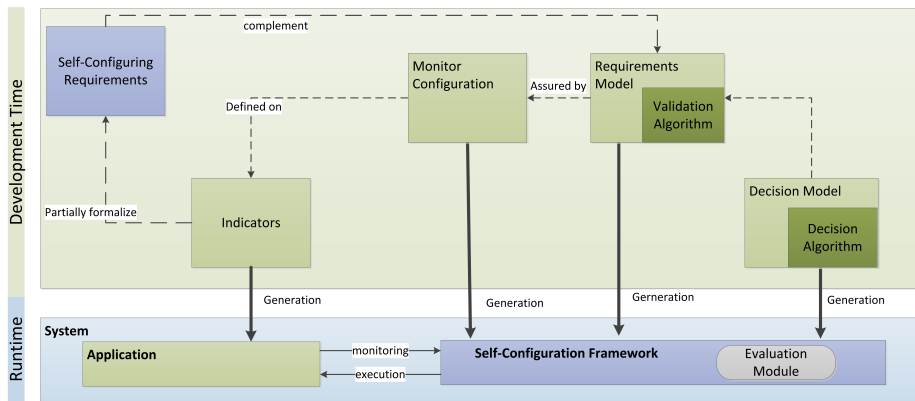 complement
Self-Configuring
Requirements
Monitor
Configuration
Requirements
Model
Assured by
Validation
Algorithm
Defined on
Development Time
Partially formalize
Indicators
Decision Model
Decision
Algorithm
Generation
Generation
Gerneration
Generation
Runtime
System
Application
monitoring
execution
Self-Configuration Framework
Evaluation
Module